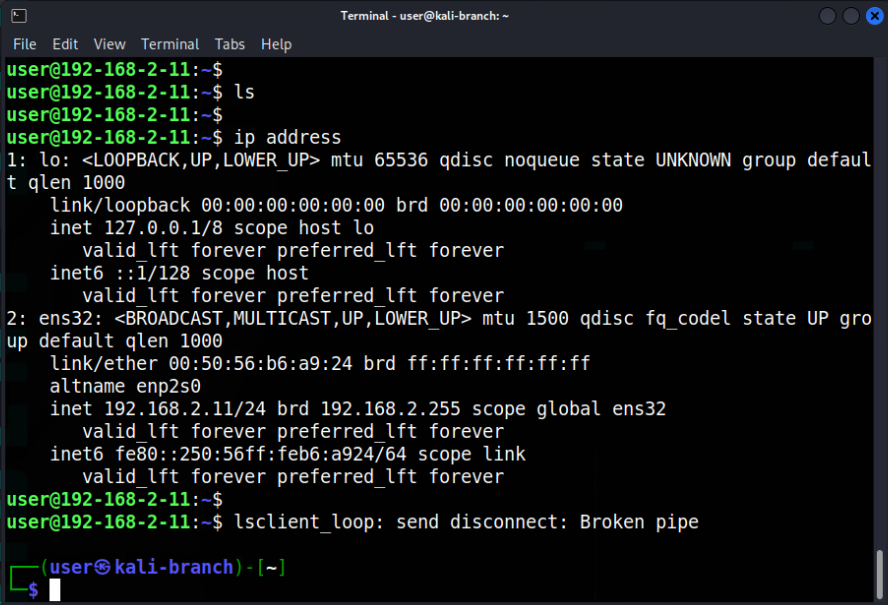 Terminal - user@kali-branch: ~
File Edit View Terminal Tabs Help
user@192-168-2-11:~$
user@192-168-2-11:~$ ls
user@192-168-2-11:~$
user@192-168-2-11:~$ ip address
1: lo: <LOOPBACK,UP,LOWER_UP> mtu 65536 qdisc noqueue state UNKNOWN group defaul
t qlen 1000
    link/loopback 00:00:00:00:00:00 brd 00:00:00:00:00:00
    inet 127.0.0.1/8 scope host lo
       valid_lft forever preferred_lft forever
    inet6 ::1/128 scope host
       valid_lft forever preferred_lft forever
2: ens32: <BROADCAST,MULTICAST,UP,LOWER_UP> mtu 1500 qdisc fq_codel state UP gro
up default qlen 1000
    link/ether 00:50:56:b6:a9:24 brd ff:ff:ff:ff:ff:ff
    altname enp2s0
    inet 192.168.2.11/24 brd 192.168.2.255 scope global ens32
       valid_lft forever preferred_lft forever
    inet6 fe80::250:56ff:feb6:a924/64 scope link
       valid_lft forever preferred_lft forever
user@192-168-2-11:~$
user@192-168-2-11:~$ lsclient_loop: send disconnect: Broken pipe
┌──(user㉿kali-branch)-[~]
└─$